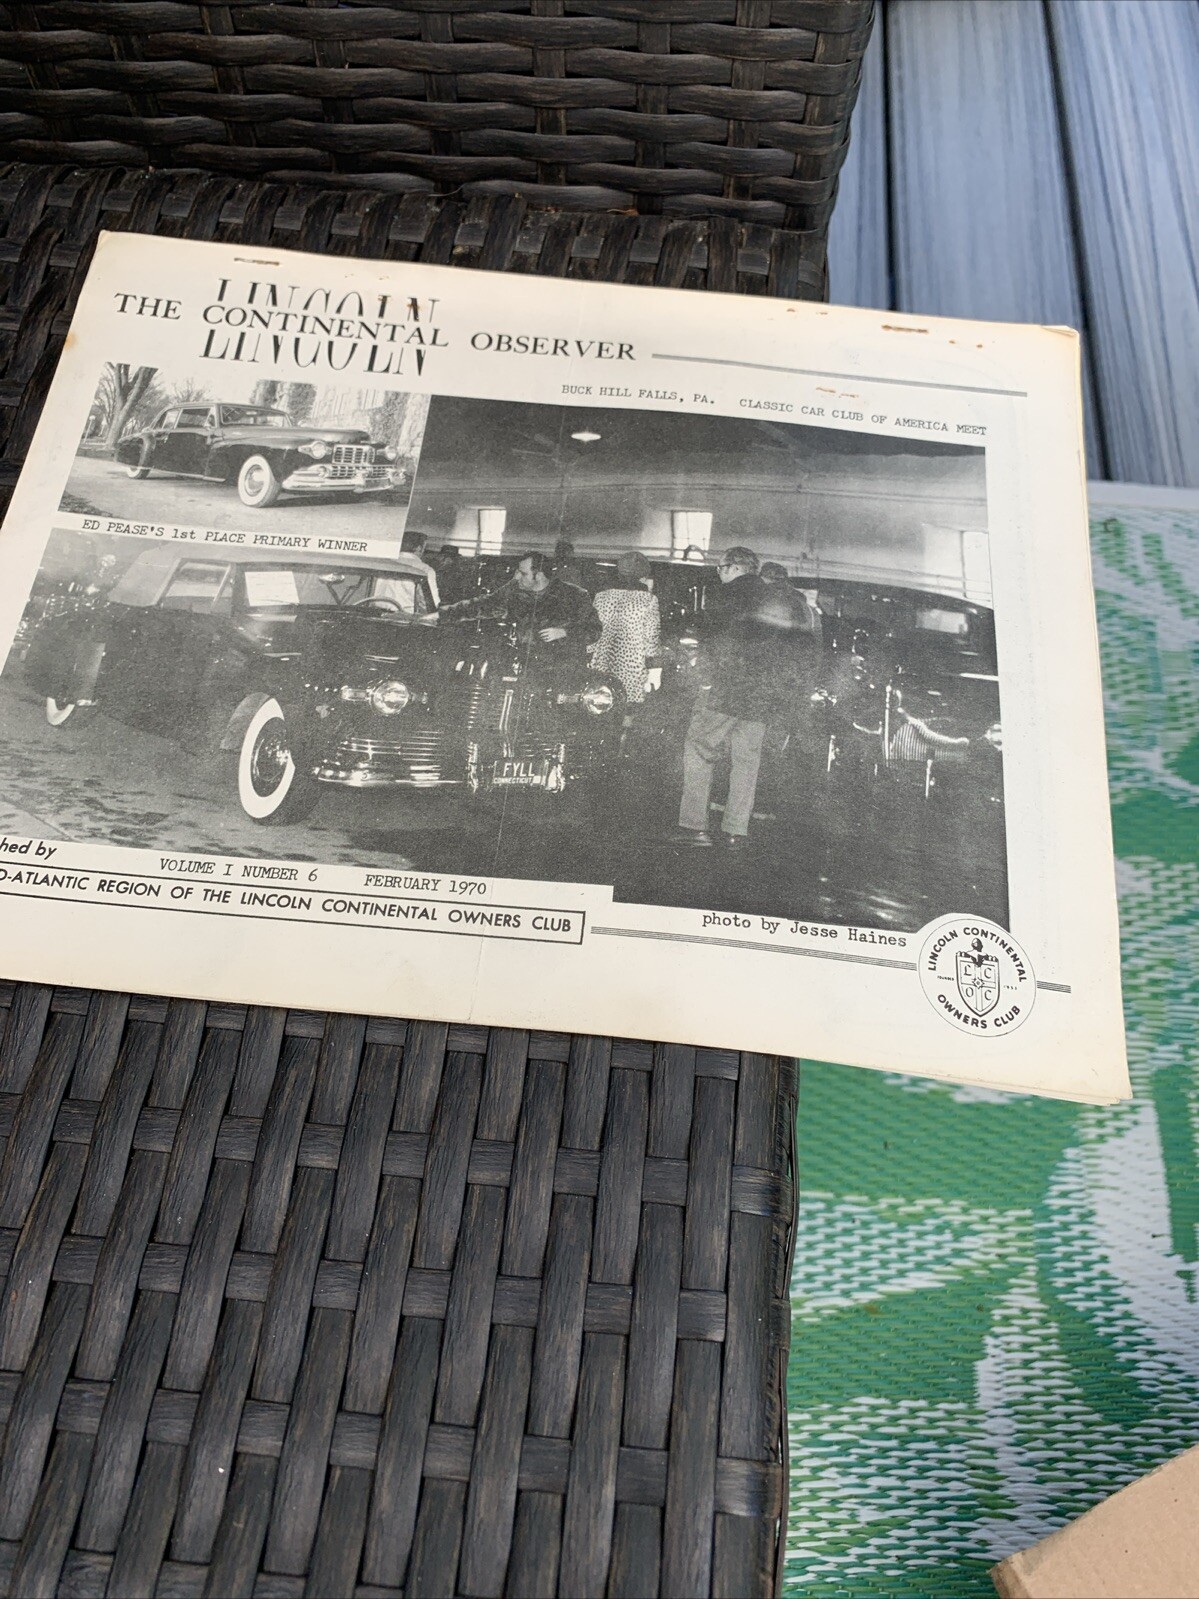 THE LINCOLN CONTINENTAL LINCOLN OBSERVER
BUCK HILL FALLS, PA. CLASSIC CAR CLUB OF AMERICA MEET
ED PEASE'S 1st PLACE PRIMARY WINNER
FYLL
CONNECTICUT
hed by
VOLUME I NUMBER 6 FEBRUARY 1970
D-ATLANTIC REGION OF THE LINCOLN CONTINENTAL OWNERS CLUB
photo by Jesse Haines
LINCOLN CONTINENTAL
L C
O C
OWNERS CLUB